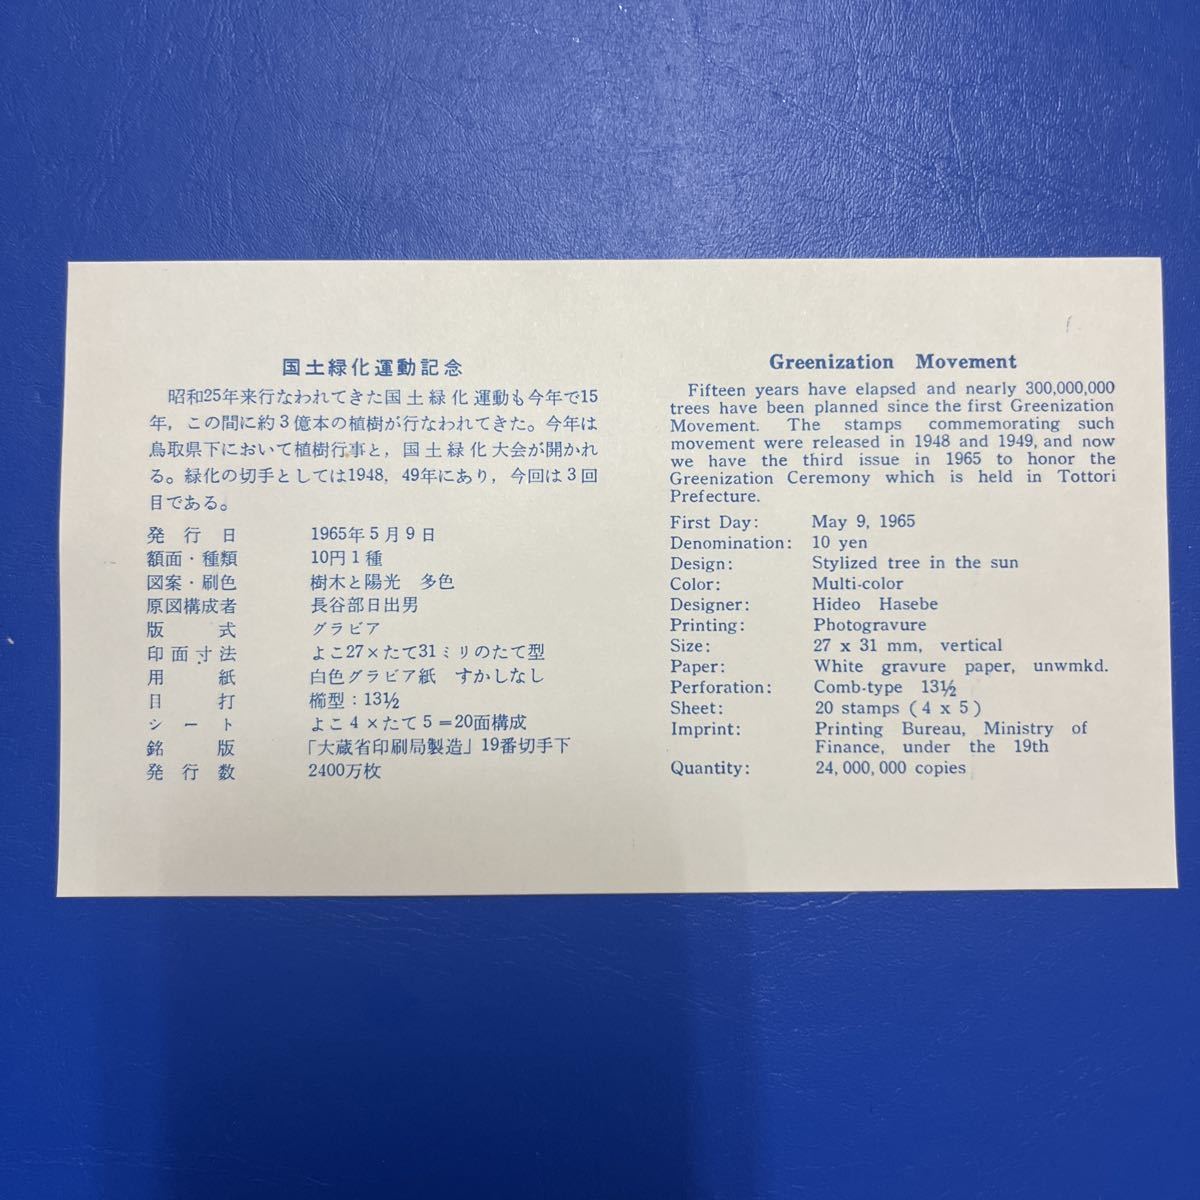 国土緑化運動記念
昭和25年来行なわれてきた国土緑化運動も今年で15
年，この間に約3億本の植樹が行なわれてきた。今年は
鳥取県下において植樹行事と，国土緑化大会が開かれ
る。緑化の切手としては1948，49年にあり，今回は3回
目である。
発行日 1965年5月9日
額面・種類 10円1種
図案・刷色 樹木と陽光 多色
原図構成者 長谷部日出男
版式 グラビア
印面寸法 よこ27×たて31ミリのたて型
用紙 白色グラビア紙 すかしなし
目打 櫛型：13½
シート よこ4×たて5＝20面構成
銘版 「大蔵省印刷局製造」19番切手下
発行数 2400万枚
Greenization Movement
Fifteen years have elapsed and nearly 300,000,000
trees have been planned since the first Greenization
Movement. The stamps commemorating such
movement were released in 1948 and 1949, and now
we have the third issue in 1965 to honor the
Greenization Ceremony which is held in Tottori
Prefecture.
First Day: May 9, 1965
Denomination: 10 yen
Design: Stylized tree in the sun
Color: Multi-color
Designer: Hideo Hasebe
Printing: Photogravure
Size: 27 x 31 mm, vertical
Paper: White gravure paper, unwmkd.
Perforation: Comb-type 13½
Sheet: 20 stamps (4 x 5)
Imprint: Printing Bureau, Ministry of
Finance, under the 19th
Quantity: 24,000,000 copies